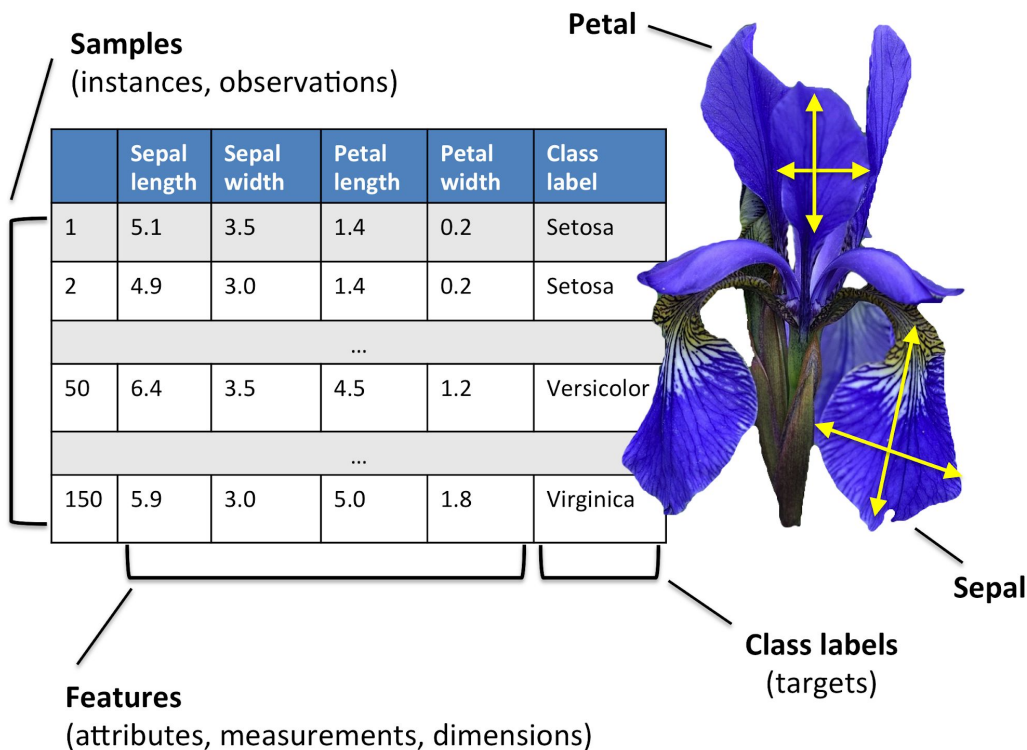 Samples
(instances, observations)
Petal
Sepal length Sepal width Petal length Petal width Class label
1 5.1 3.5 1.4 0.2 Setosa
2 4.9 3.0 1.4 0.2 Setosa
...
50 6.4 3.5 4.5 1.2 Versicolor
...
150 5.9 3.0 5.0 1.8 Virginica
Sepal
Class labels
(targets)
Features
(attributes, measurements, dimensions)